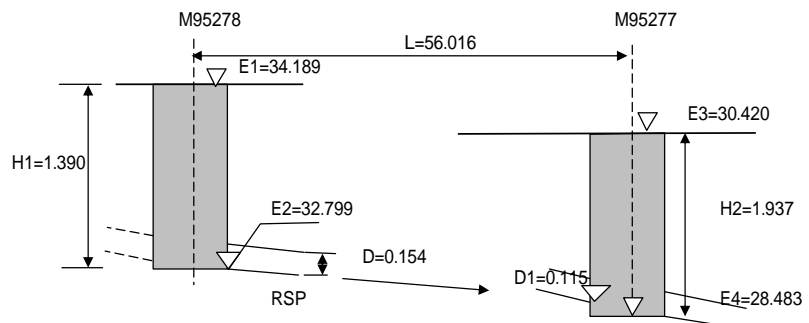 M95278
M95277
L=56.016
E1=34.189
E3=30.420
H1=1.390
H2=1.937
E2=32.799
D=0.154
D1=0.115
RSP
E4=28.483